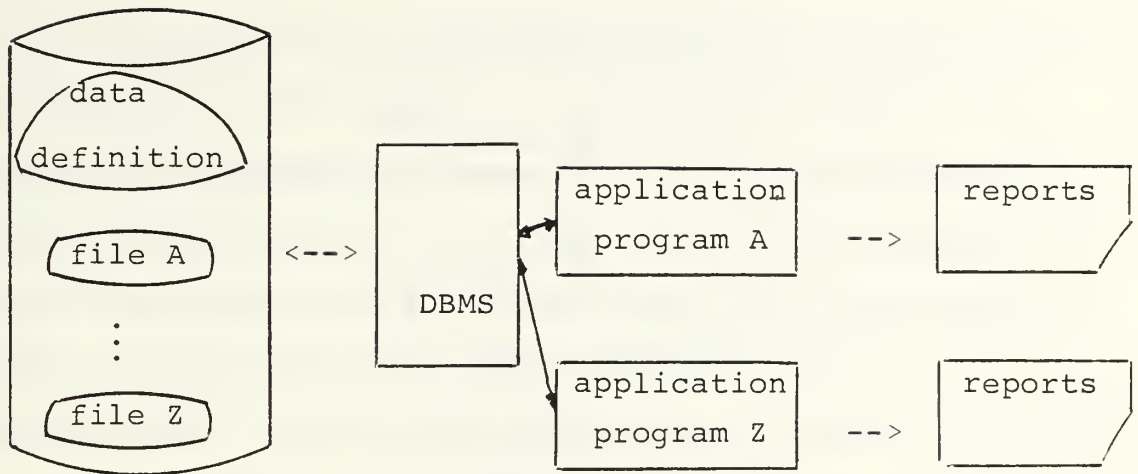 data
definition
file A
file Z
<-->
DBMS
application
program A
-->
reports
application
program Z
-->
reports